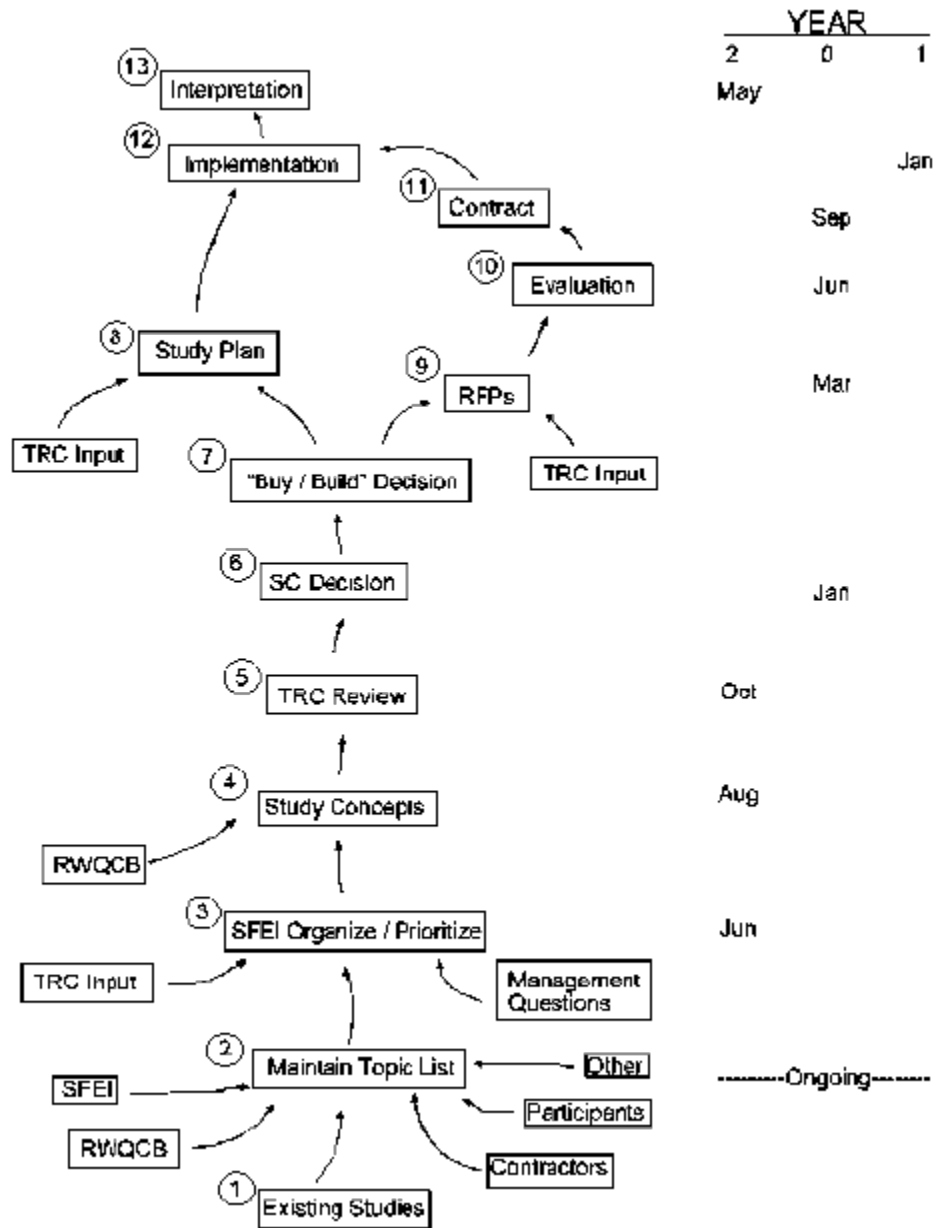 YEAR
2 0 1
13
Interpretation
May
12
Implementation
Jan
11
Contract
Sep
10
Evaluation
Jun
8
Study Plan
9
RFPs
Mar
TRC Input
7
"Buy / Build" Decision
TRC Input
6
SC Decision
Jan
5
TRC Review
Oct
4
Study Concepts
Aug
RWQCB
3
SFEI Organize / Prioritize
Jun
TRC Input
Management
Questions
2
Maintain Topic List
Other
Ongoing
SFEI
Participants
RWQCB
Contractors
1
Existing Studies